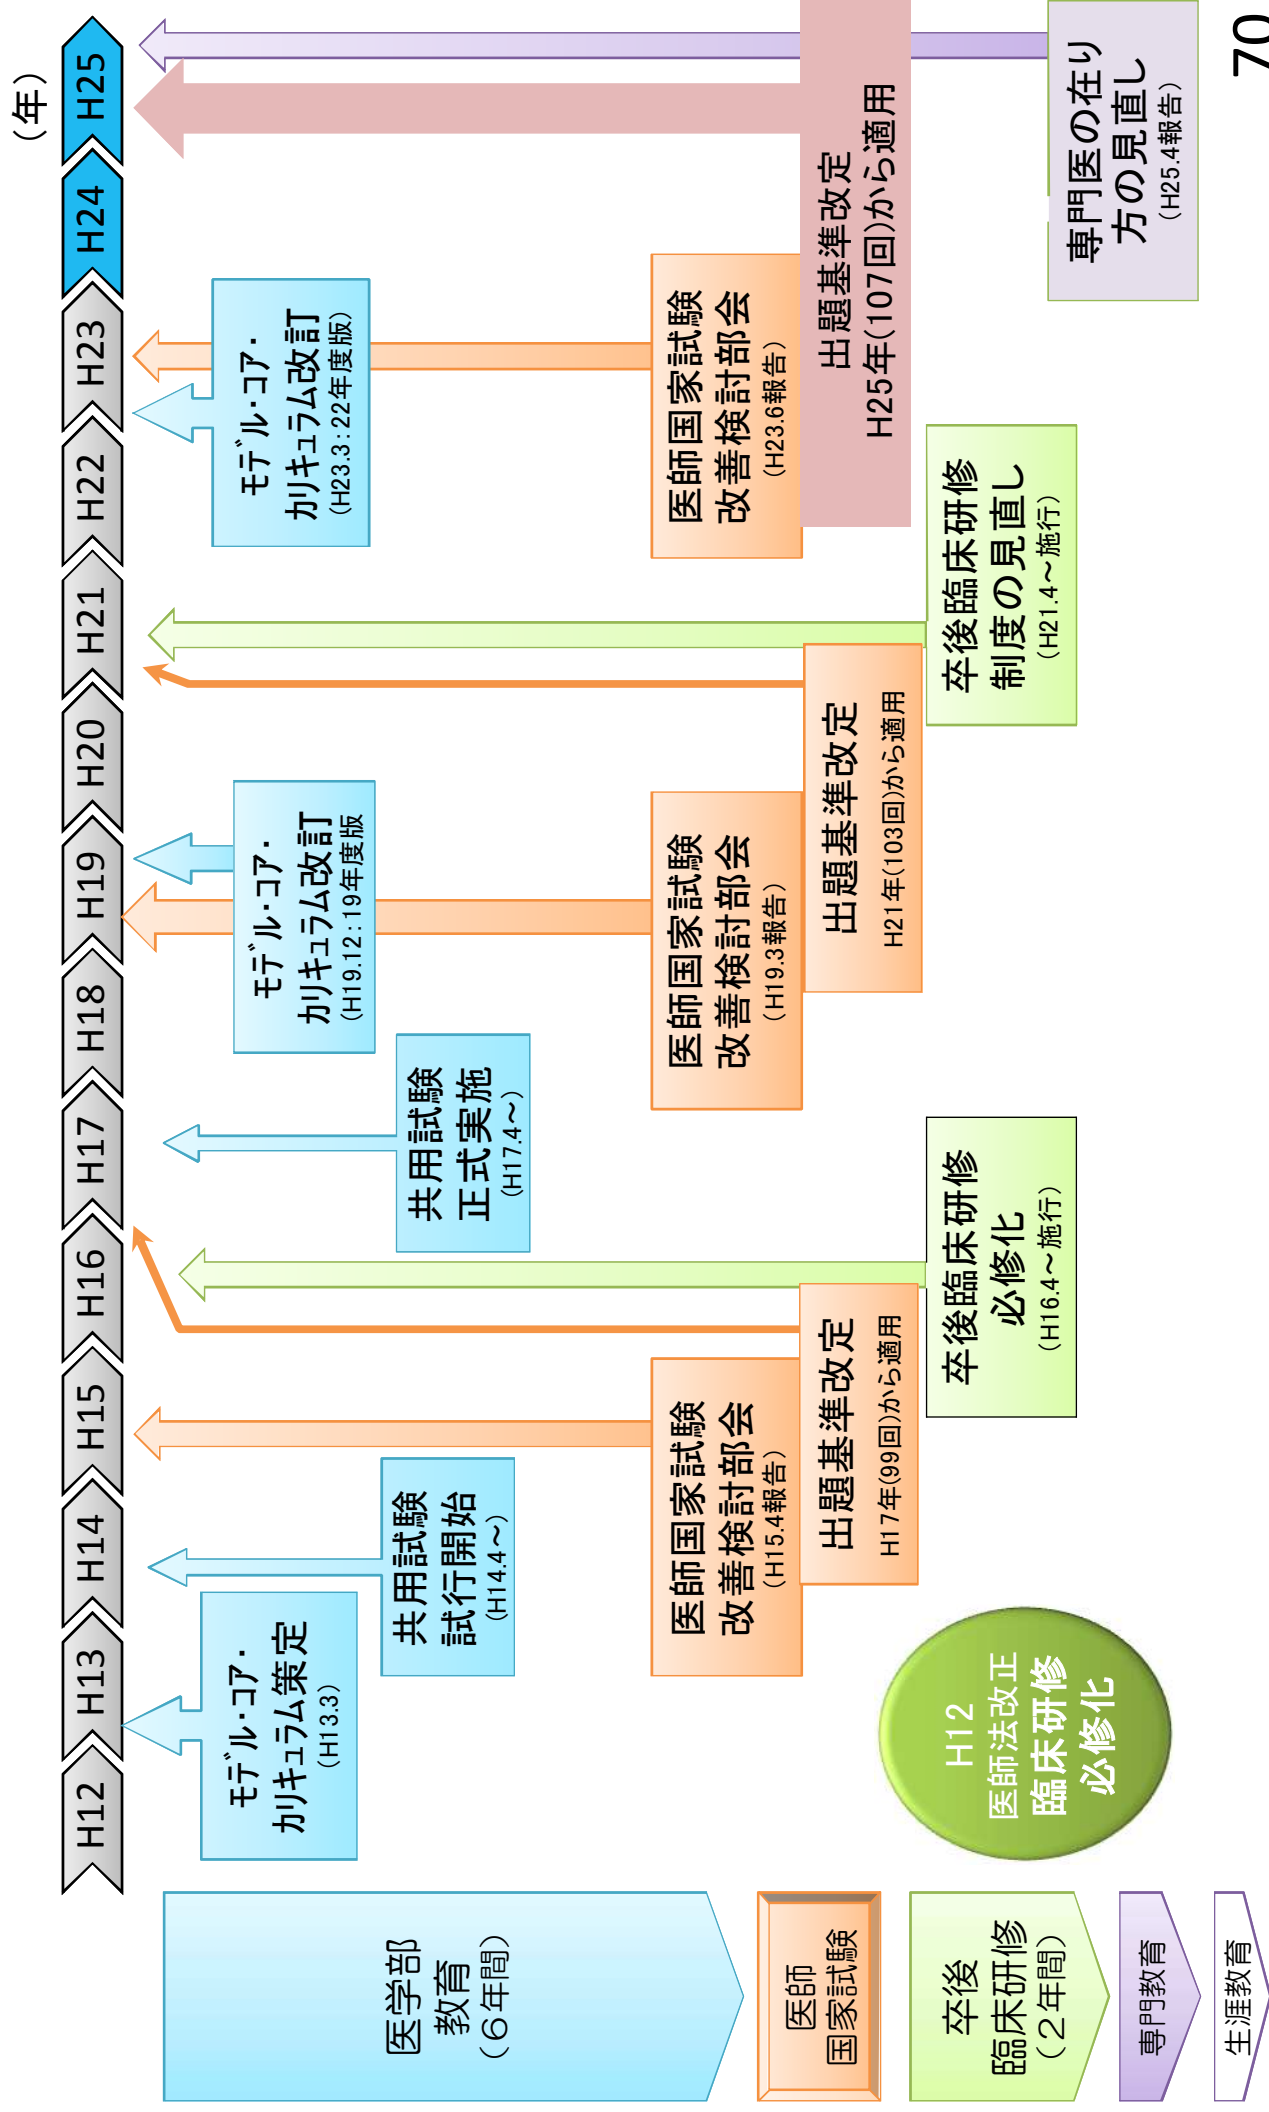 (年)
H12
H13
H14
H15
H16
H17
H18
H19
H20
H21
H22
H23
H24
H25
医学部
教育
(6年間)
モデル・コア・
カリキュラム策定
(H13.3)
共用試験
試行開始
(H14.4～)
共用試験
正式実施
(H17.4～)
モデル・コア・
カリキュラム改訂
(H19.12:19年度版
モデル・コア・
カリキュラム改訂
(H23.3:22年度版)
医師
国家試験
医師国家試験
改善検討部会
(H15.4報告)
出題基準改定
H17年(99回)から適用
医師国家試験
改善検討部会
(H19.3報告)
出題基準改定
H21年(103回)から適用
医師国家試験
改善検討部会
(H23.6報告)
出題基準改定
H25年(107回)から適用
卒後
臨床研修
(2年間)
H12
医師法改正
臨床研修
必修化
卒後臨床研修
必修化
(H16.4～施行)
卒後臨床研修
制度の見直し
(H21.4～施行)
専門医の在り
方の見直し
(H25.4報告)
専門教育
生涯教育
70